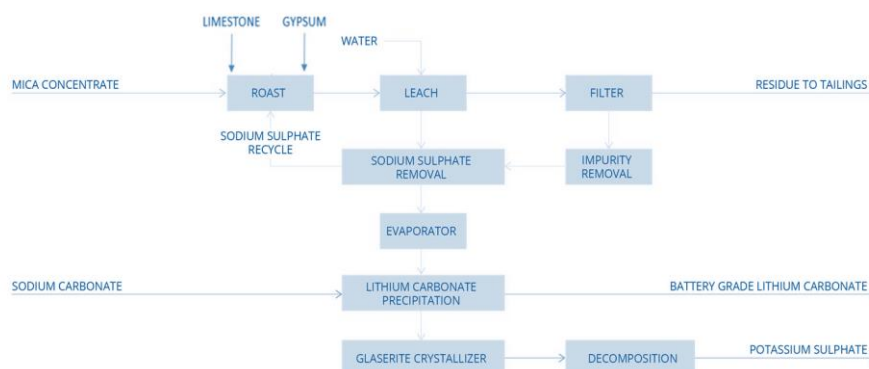 LIMESTONE
GYPSUM
WATER
MICA CONCENTRATE
ROAST
LEACH
FILTER
RESIDUE TO TAILINGS
SODIUM SULPHATE
RECYCLE
SODIUM SULPHATE
REMOVAL
IMPURITY
REMOVAL
EVAPORATOR
SODIUM CARBONATE
LITHIUM CARBONATE
PRECIPITATION
BATTERY GRADE LITHIUM CARBONATE
GLASERITE CRYSTALLIZER
DECOMPOSITION
POTASSIUM SULPHATE